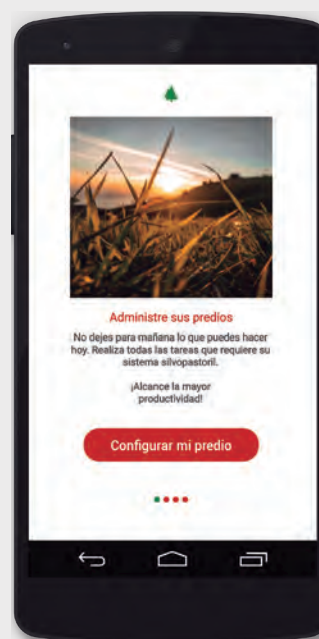 Administre sus predios
No dejes para mañana lo que puedes hacer
hoy. Realiza todas las tareas que requiere su
sistema silvopastoril.
¡Alcance la mayor
productividad!
Configurar mi predio